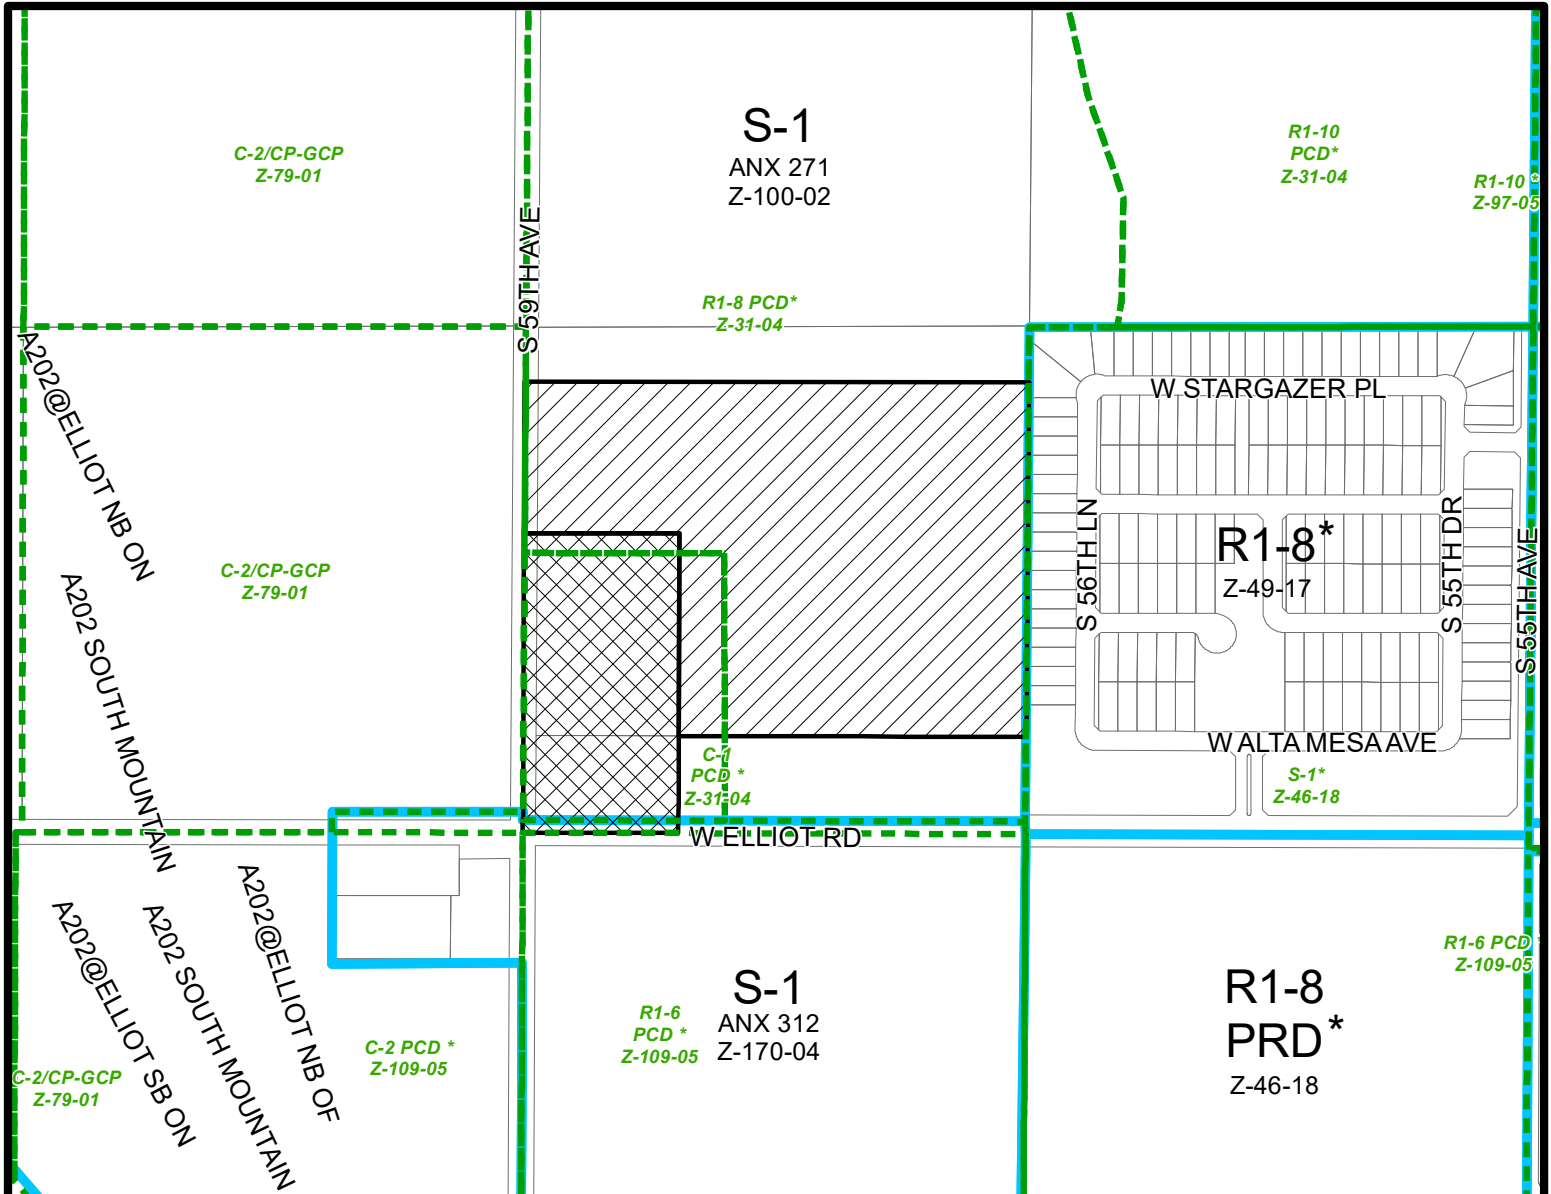 C-2/CP-GCP
Z-79-01
S-1
ANX 271
Z-100-02
R1-10
PCD*
Z-31-04
R1-10 *
Z-97-05
S 59TH AVE
R1-8 PCD*
Z-31-04
A202@ELLIOT NB ON
W STARGAZER PL
C-2/CP-GCP
Z-79-01
S 56TH LN
R1-8*
Z-49-17
S 55TH DR
S 55TH AVE
A202 SOUTH MOUNTAIN
C-1
PCD *
Z-31-04
W ALTA MESA AVE
S-1*
Z-46-18
W ELLIOT RD
A202@ELLIOT SB ON
A202 SOUTH MOUNTAIN
A202@ELLIOT NB OF
C-2/CP-GCP
Z-79-01
C-2 PCD *
Z-109-05
R1-6
PCD *
Z-109-05
S-1
ANX 312
Z-170-04
R1-8
PRD*
Z-46-18
R1-6 PCD *
Z-109-05